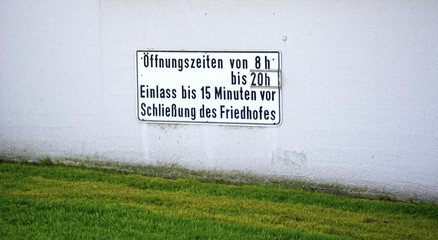 Öffnungszeiten von 8 h
bis 20h
Einlass bis 15 Minuten vor
Schließung des Friedhofes